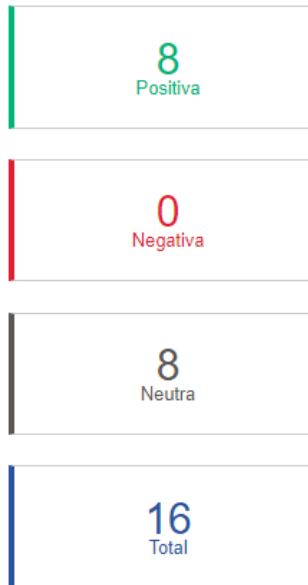 8
Positiva
0
Negativa
8
Neutra
16
Total